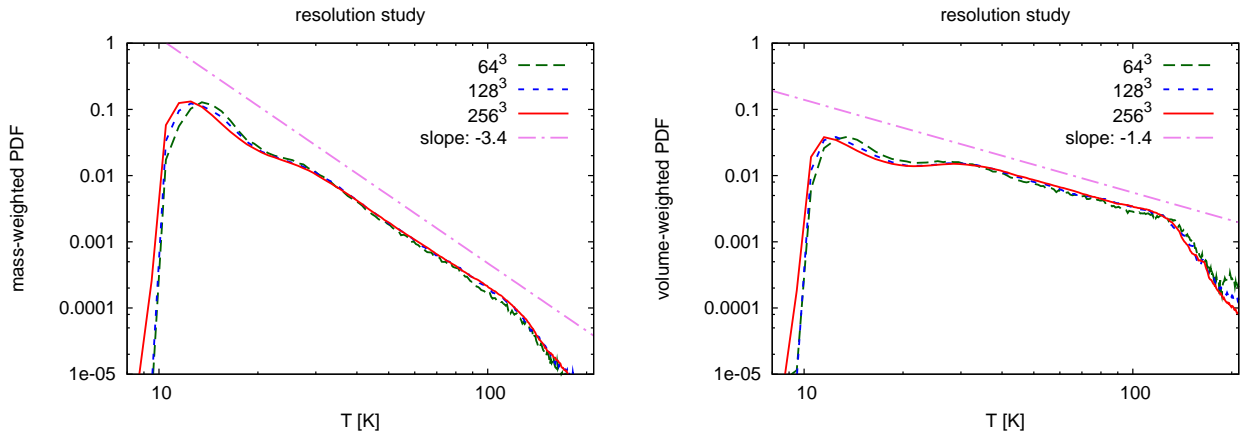 resolution study
mass-weighted PDF
1
0.1
0.01
0.001
0.0001
1e-05
64³
128³
256³
slope: -3.4
10
100
T [K]
resolution study
volume-weighted PDF
1
0.1
0.01
0.001
0.0001
1e-05
64³
128³
256³
slope: -1.4
10
100
T [K]